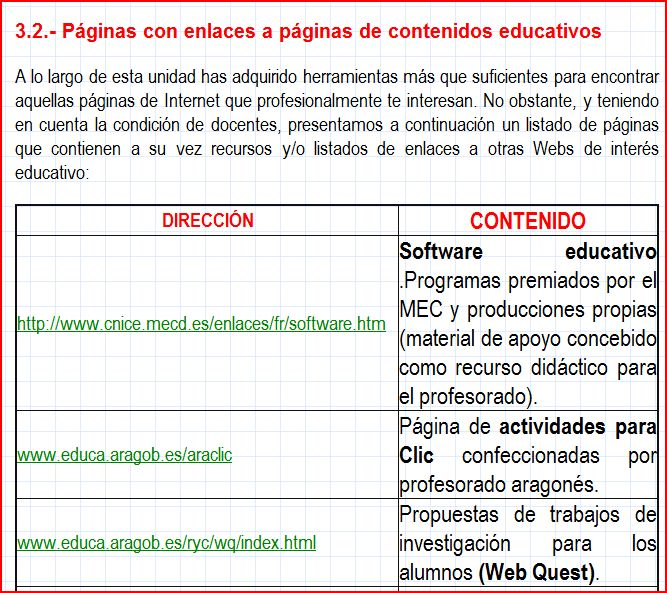 3.2.- Páginas con enlaces a páginas de contenidos educativos
A lo largo de esta unidad has adquirido herramientas más que suficientes para encontrar
aquellas páginas de Internet que profesionalmente te interesan. No obstante, y teniendo
en cuenta la condición de docentes, presentamos a continuación un listado de páginas
que contienen a su vez recursos y/o listados de enlaces a otras Webs de interés
educativo:
DIRECCIÓN
CONTENIDO
http://www.cnice.mecd.es/enlaces/fr/software.htm
Software educativo
.Programas premiados por el
MEC y producciones propias
(material de apoyo concebido
como recurso didáctico para
el profesorado).
www.educa.aragob.es/araclic
Página de actividades para
Clic confeccionadas por
profesorado aragonés.
www.educa.aragob.es/ryc/wq/index.html
Propuestas de trabajos de
investigación para los
alumnos (Web Quest).